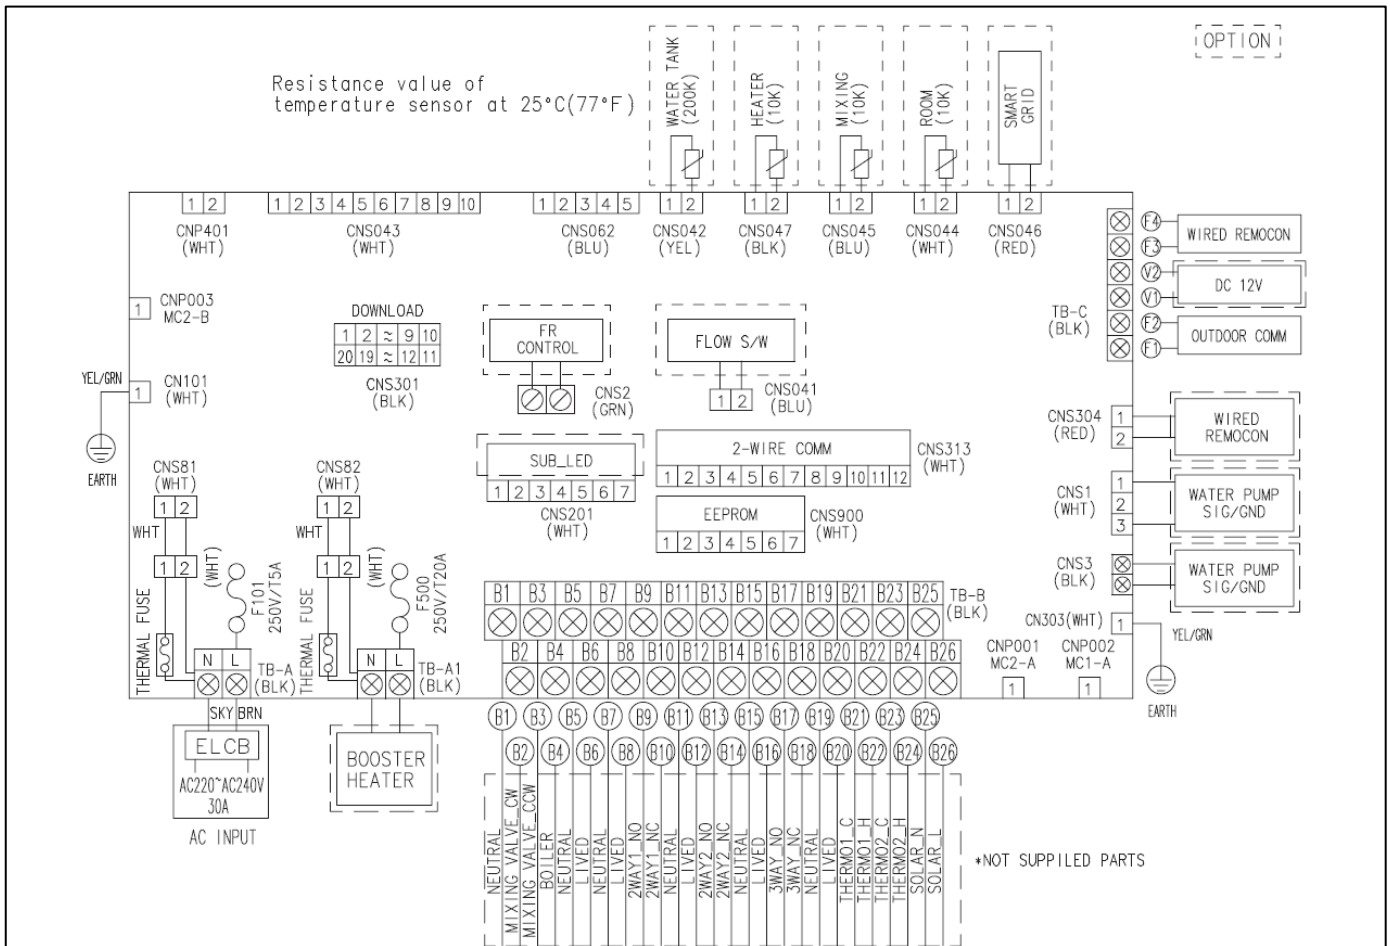 OPTION
Resistance value of
temperature sensor at 25°C(77°F)
WATER TANK
(200K)
HEATER
(10K)
MIXING
(10K)
ROOM
(10K)
SMART
GRID
1 2
1 2 3 4 5 6 7 8 9 10
1 2 3 4 5
1 2
1 2
1 2
1 2
1 2
CNP401
(WHT)
CNS043
(WHT)
CNS062
(BLU)
CNS042
(YEL)
CNS047
(BLK)
CNS045
(BLU)
CNS044
(WHT)
CNS046
(RED)
F4
F3
WIRED REMOCON
V2
V1
DC 12V
F2
F1
OUTDOOR COMM
TB-C
(BLK)
1
CNP003
MC2-B
DOWNLOAD
1 2 ≈ 9 10
20 19 ≈ 12 11
CNS301
(BLK)
FR
CONTROL
CNS2
(GRN)
FLOW S/W
1 2
CNS041
(BLU)
YEL/GRN
1
CN101
(WHT)
EARTH
CNS304
(RED)
1
2
WIRED
REMOCON
SUB_LED
1 2 3 4 5 6 7
CNS201
(WHT)
2-WIRE COMM
1 2 3 4 5 6 7 8 9 10 11 12
CNS313
(WHT)
EEPROM
1 2 3 4 5 6 7
CNS900
(WHT)
CNS1
(WHT)
1
2
3
WATER PUMP
SIG/GND
CNS3
(BLK)
WATER PUMP
SIG/GND
CN303(WHT)
1
YEL/GRN
EARTH
CNS81
(WHT)
1 2
WHT
1 2
(WHT)
F101
250V/T5A
THERMAL FUSE
N L
TB-A
(BLK)
CNS82
(WHT)
1 2
WHT
1 2
(WHT)
F500
250V/T20A
THERMAL FUSE
N L
TB-A1
(BLK)
B1 B3 B5 B7 B9 B11 B13 B15 B17 B19 B21 B23 B25
TB-B
(BLK)
B2 B4 B6 B8 B10 B12 B14 B16 B18 B20 B22 B24 B26
CNP001
MC2-A
1
CNP002
MC1-A
1
SKY BRN
ELCB
AC220~AC240V
30A
AC INPUT
BOOSTER
HEATER
B1 B3 B5 B7 B9 B11 B13 B15 B17 B19 B21 B23 B25
B2 B4 B6 B8 B10 B12 B14 B16 B18 B20 B22 B24 B26
NEUTRAL
MIXING VALVE_CW
MIXING VALVE_CCW
BOILER
NEUTRAL
LIVED
NEUTRAL
LIVED
2WAY1_NO
2WAY1_NC
NEUTRAL
LIVED
2WAY2_NO
2WAY2_NC
NEUTRAL
LIVED
3WAY_NO
3WAY_NC
NEUTRAL
LIVED
THERMO1_C
THERMO1_H
THERMO2_C
THERMO2_H
SOLAR_N
SOLAR_L
*NOT SUPPILED PARTS